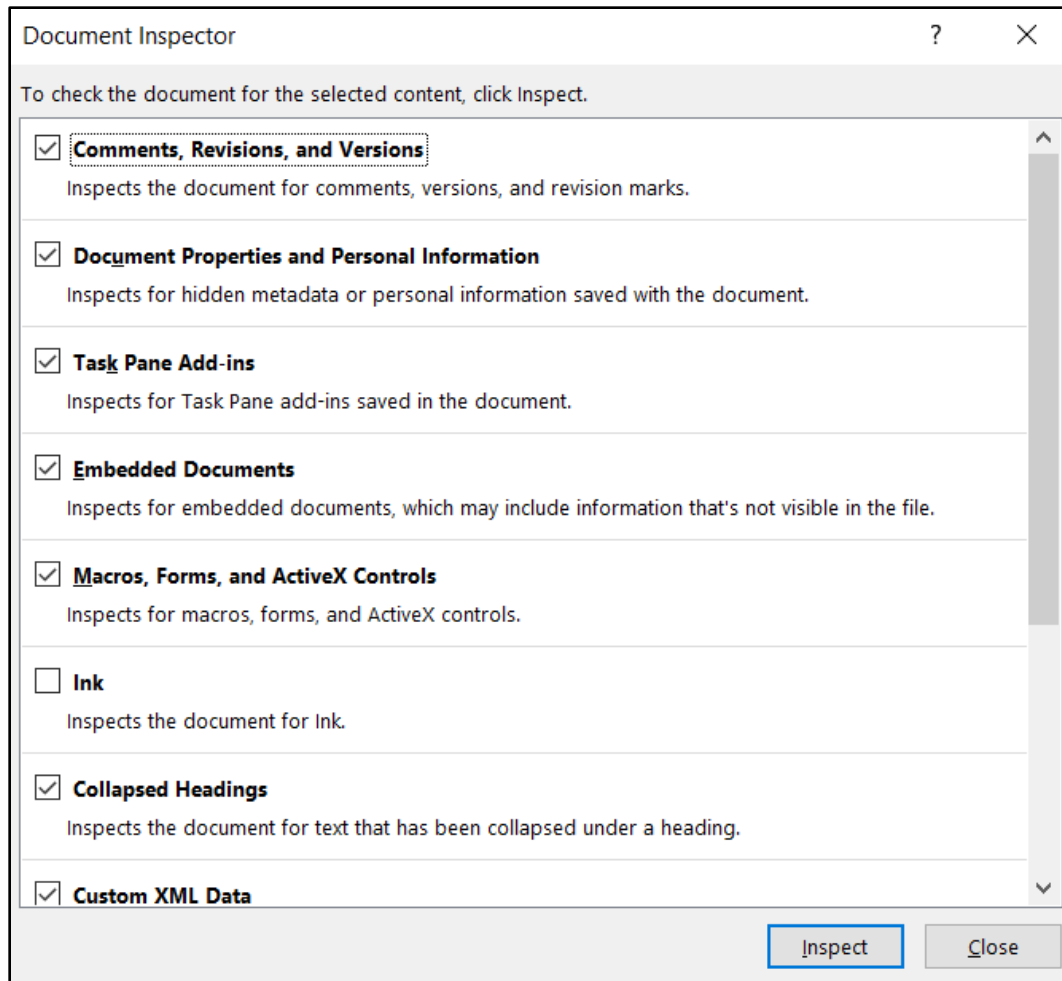 Document Inspector
?
To check the document for the selected content, click Inspect.
Comments, Revisions, and Versions
Inspects the document for comments, versions, and revision marks.
Document Properties and Personal Information
Inspects for hidden metadata or personal information saved with the document.
Task Pane Add-ins
Inspects for Task Pane add-ins saved in the document.
Embedded Documents
Inspects for embedded documents, which may include information that's not visible in the file.
Macros, Forms, and ActiveX Controls
Inspects for macros, forms, and ActiveX controls.
Ink
Inspects the document for Ink.
Collapsed Headings
Inspects the document for text that has been collapsed under a heading.
Custom XML Data
Inspect
Close